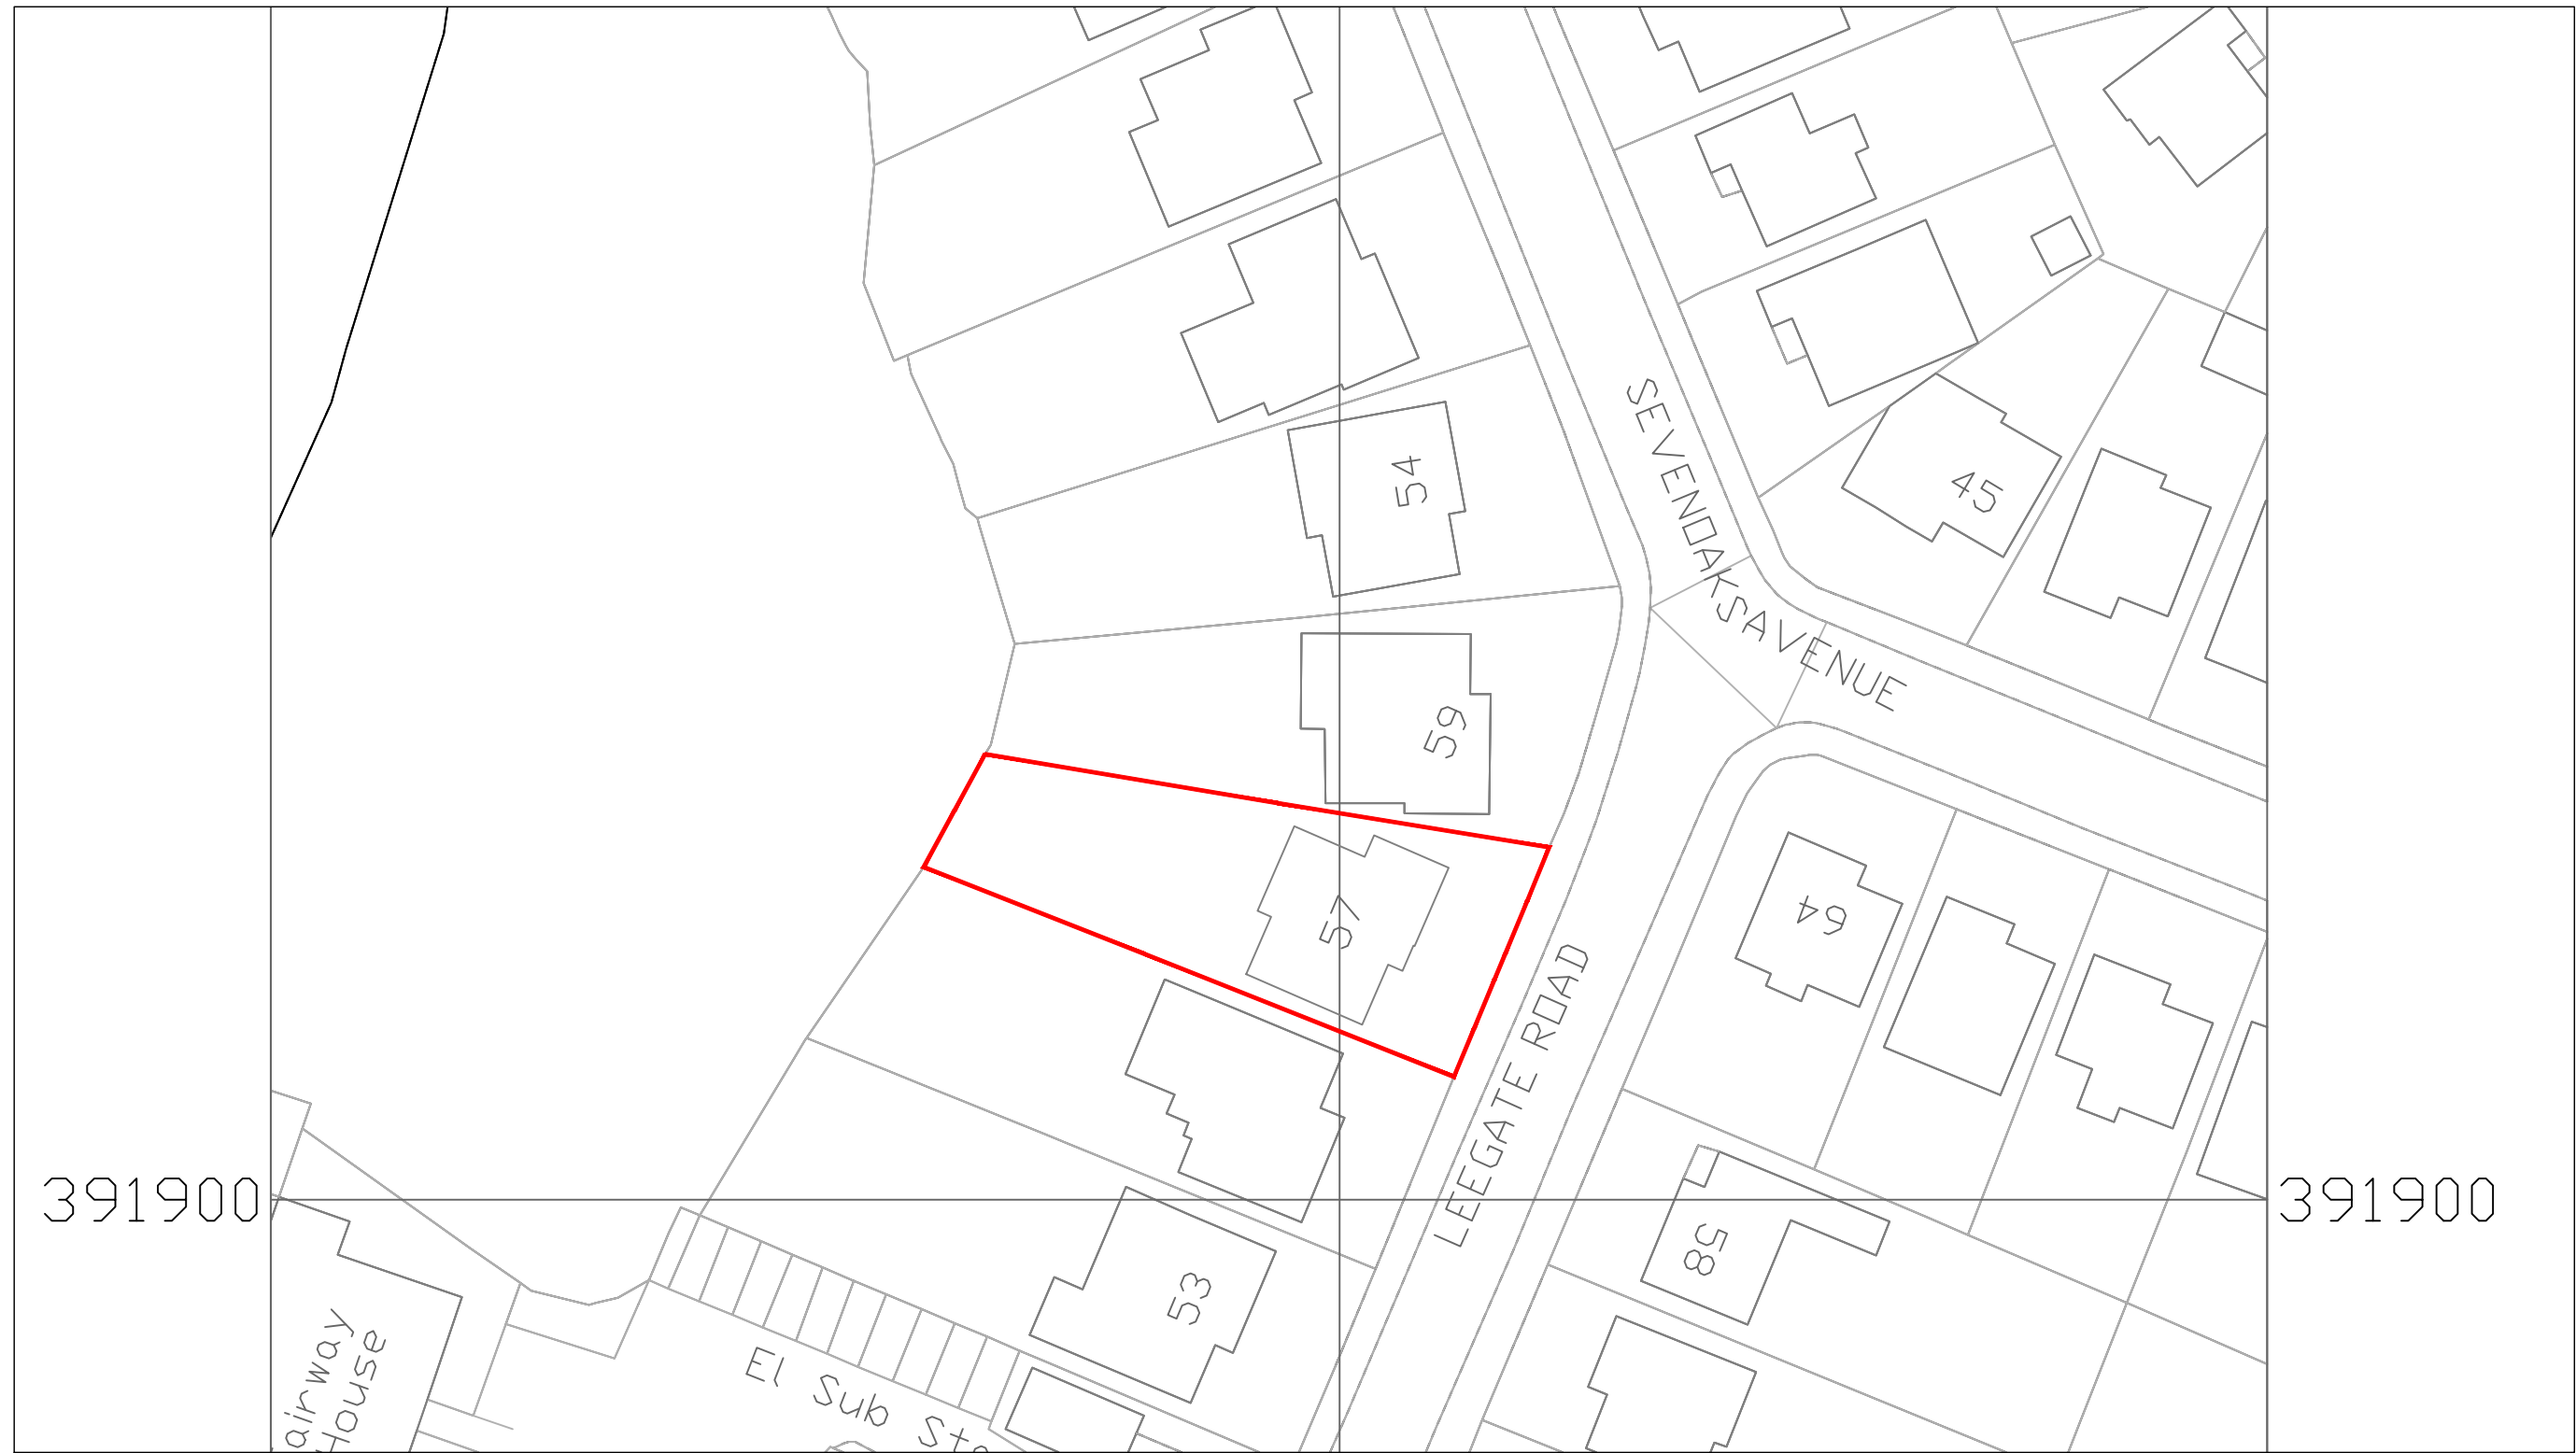 54
45
SEVENOAKS AVENUE
59
57
64
LEEGATE ROAD
391900
391900
58
53
airway
House
El Sub Sta